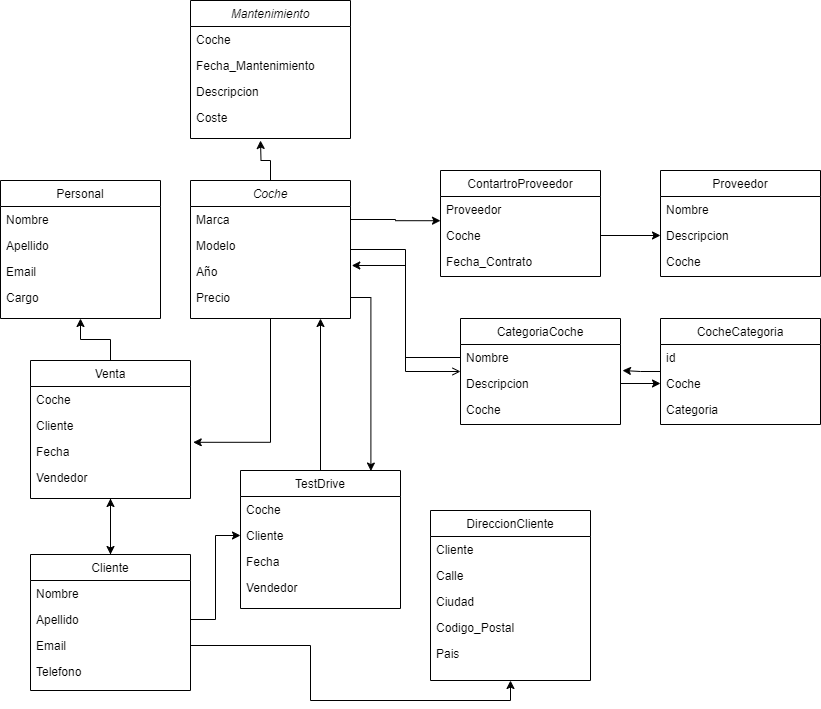 Mantenimiento
Coche
Fecha_Mantenimiento
Descripcion
Coste
Personal
Nombre
Apellido
Email
Cargo
Coche
Marca
Modelo
Año
Precio
ContartroProveedor
Proveedor
Coche
Fecha_Contrato
Proveedor
Nombre
Descripcion
Coche
CategoriaCoche
Nombre
Descripcion
Coche
CocheCategoria
id
Coche
Categoria
Venta
Coche
Cliente
Fecha
Vendedor
TestDrive
Coche
Cliente
Fecha
Vendedor
DireccionCliente
Cliente
Calle
Ciudad
Codigo_Postal
Pais
Cliente
Nombre
Apellido
Email
Telefono